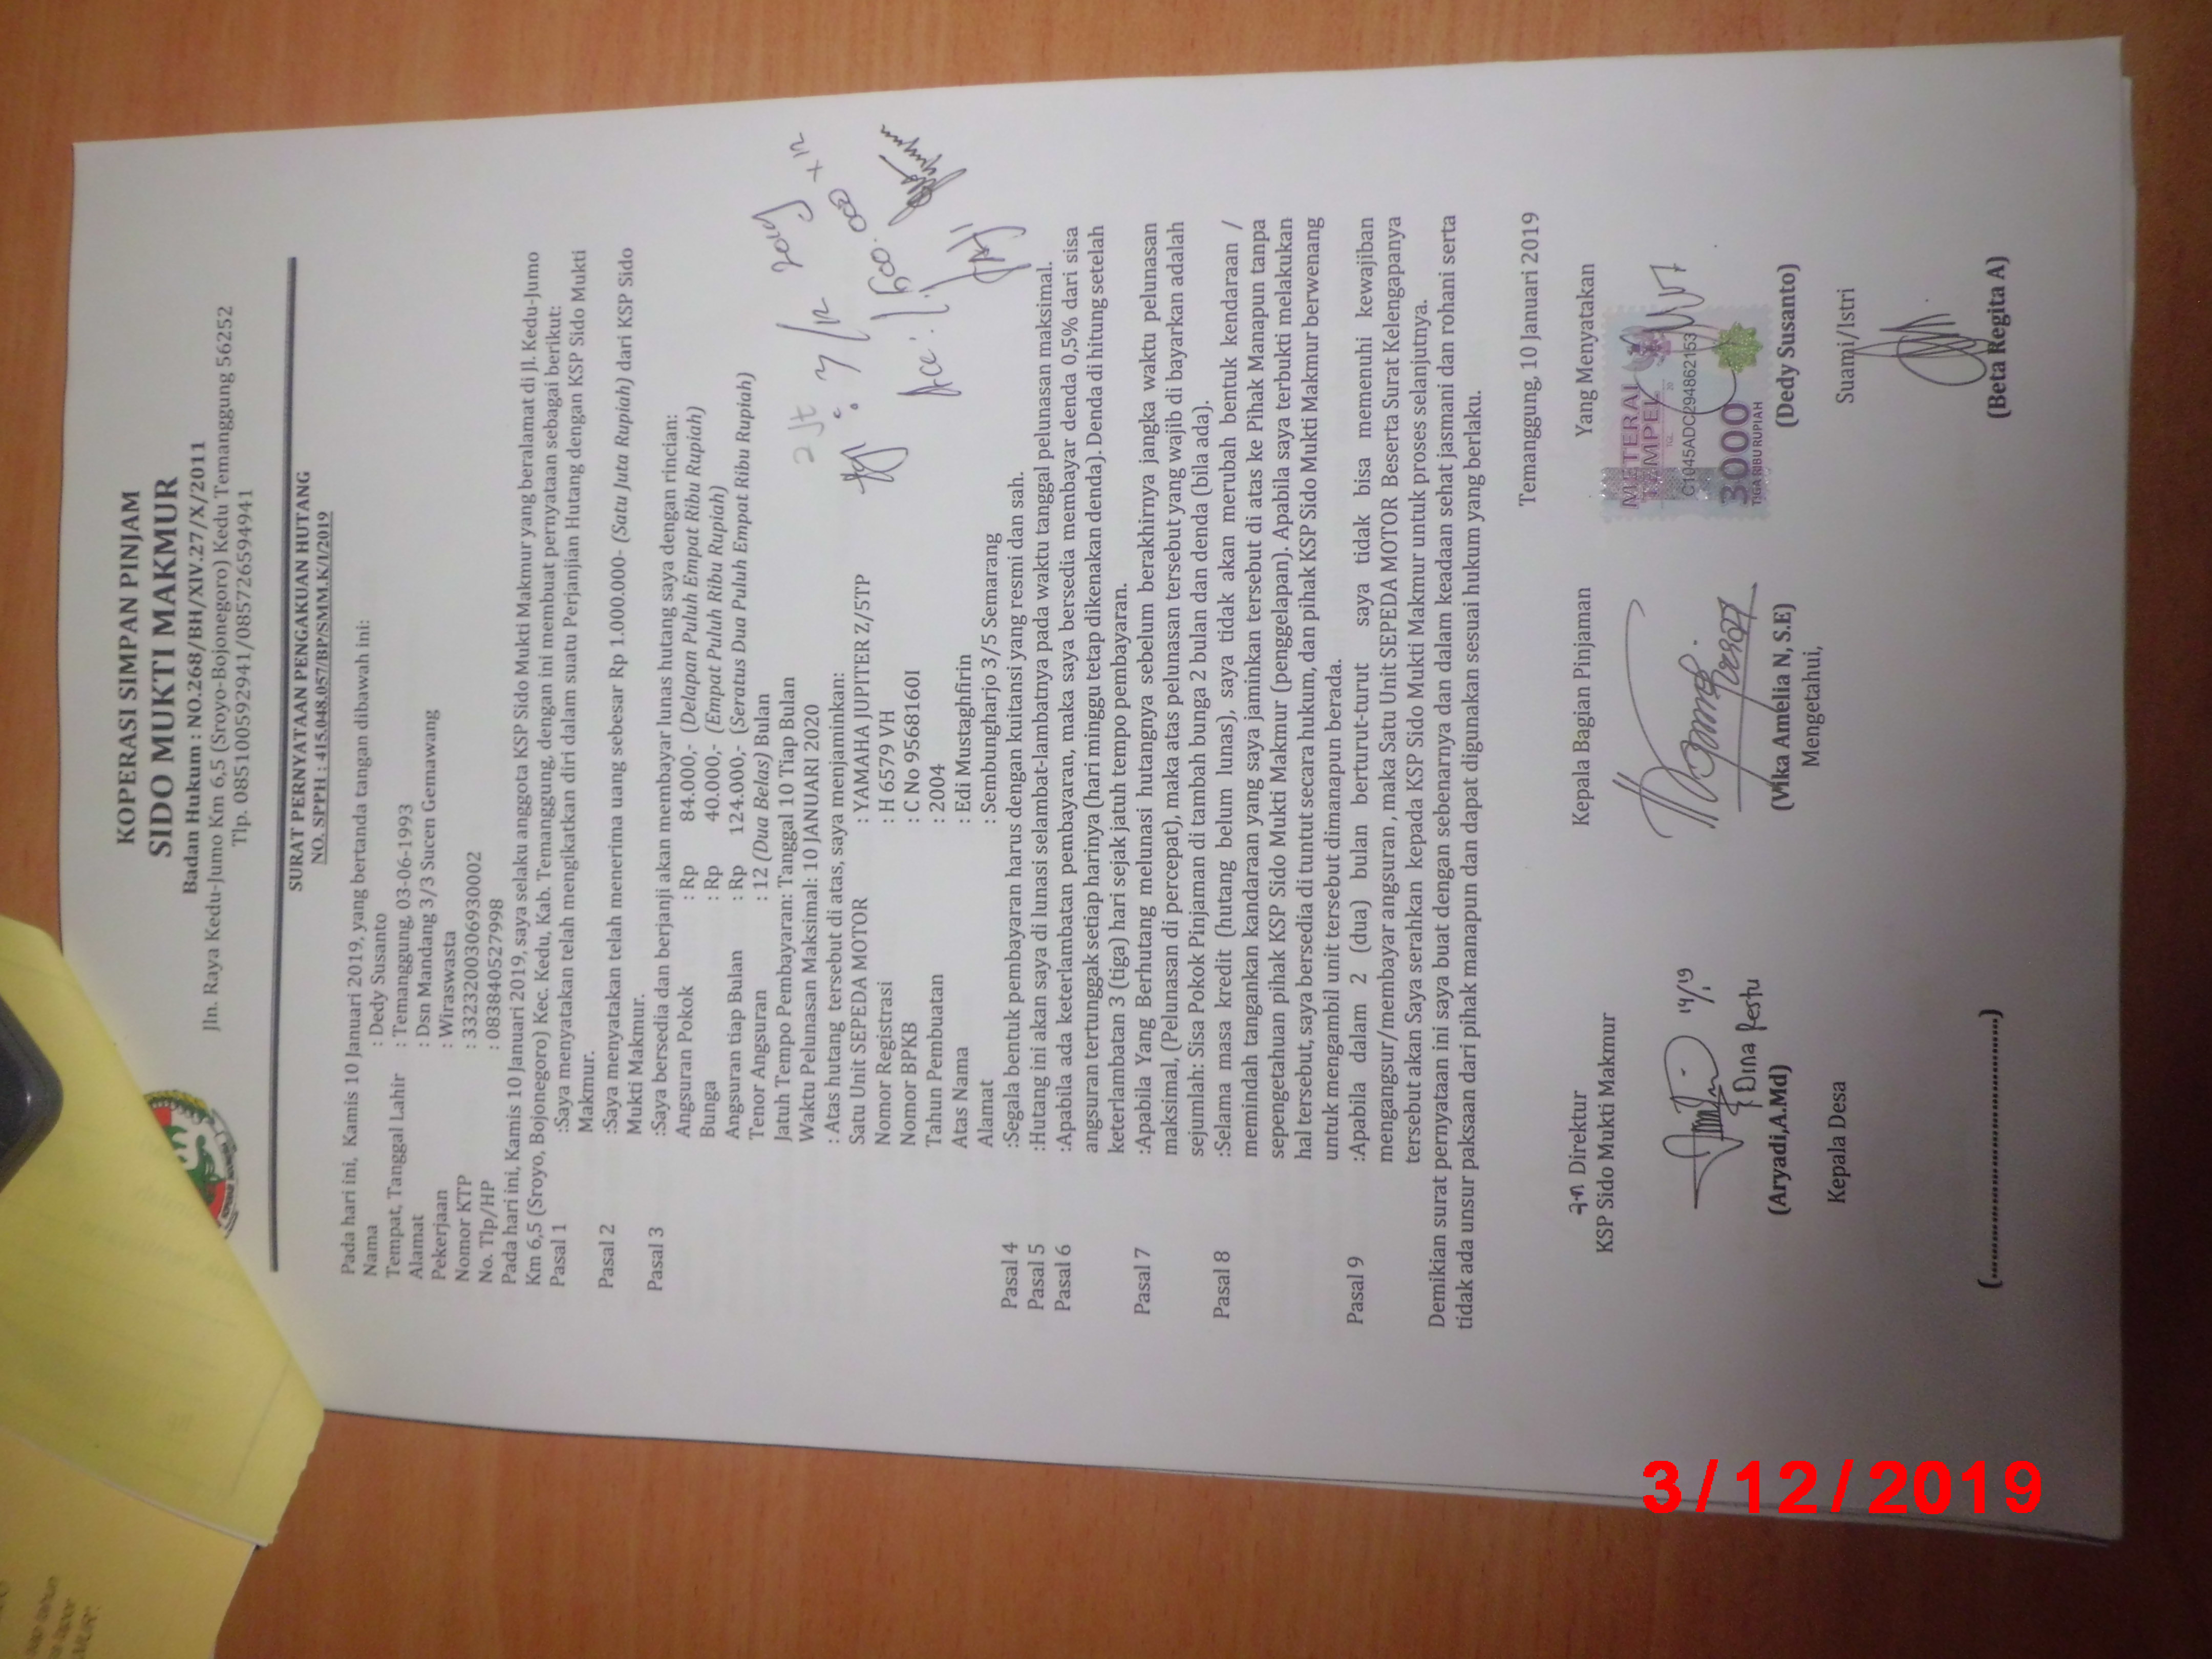 KOPERASI SIMPAN PINJAM
SIDO MUKTI MAKMUR
Badan Hukum : NO.268/BH/XIV.27/X/2011
Jln. Raya Kedu-Jumo Km 6,5 (Sroyo-Bojonegoro) Kedu Temanggung 56252
Tlp. 085100592941/085726594941
SURAT PERNYATAAN PENGAKUAN HUTANG
NO. SPPH : 415.048.057/BP/SMM.K/I/2019
Pada hari ini, Kamis 10 Januari 2019, yang bertanda tangan dibawah ini:
Nama : Dedy Susanto
Tempat, Tanggal Lahir : Temanggung, 03-06-1993
Alamat : Dsn Mandang 3/3 Sucen Gemawang
Pekerjaan : Wiraswasta
Nomor KTP : 3323200306930002
No. Tlp/HP : 083840527998
Pada hari ini, Kamis 10 Januari 2019, saya selaku anggota KSP Sido Mukti Makmur yang beralamat di Jl. Kedu-Jumo
Km 6,5 (Sroyo, Bojonegoro) Kec. Kedu, Kab. Temanggung, dengan ini membuat pernyatan sebagai berikut:
Pasal 1 :Saya menyatakan telah mengikatkan diri dalam suatu Perjanjian Hutang dengan KSP Sido Mukti
Makmur.
Pasal 2 :Saya menyatakan telah menerima uang sebesar Rp 1.000.000- (Satu Juta Rupiah) dari KSP Sido
Mukti Makmur.
Pasal 3 :Saya bersedia dan berjanji akan membayar lunas hutang saya dengan rincian:
Angsuran Pokok : Rp 84.000,- (Delapan Puluh Empat Ribu Rupiah)
Bunga : Rp 40.000,- (Empat Puluh Ribu Rupiah)
Angsuran tiap Bulan : Rp 124.000,- (Seratus Dua Puluh Empat Ribu Rupiah)
Tenor Angsuran : 12 (Dua Belas) Bulan
Jatuh Tempo Pembayaran: Tanggal 10 Tiap Bulan
Waktu Pelunasan Maksimal: 10 JANUARI 2020
: Atas hutang tersebut di atas, saya menjaminkan:
Satu Unit SEPEDA MOTOR : YAMAHA JUPITER Z/5TP
Nomor Registrasi : H 6579 VH
Nomor BPKB : C No 9568160I
Tahun Pembuatan : 2004
Atas Nama : Edi Mustaghfirin
Alamat : Sembungharjo 3/5 Semarang
2 Jt
3/12 2019
Acc.
Pasal 4 :Segala bentuk pembayaran harus dengan kuitansi yang resmi dan sah.
Pasal 5 :Hutang ini akan saya di lunasi selambat-lambatnya pada waktu tanggal pelunasan maksimal.
Pasal 6 :Apabila ada keterlambatan pembayaran, maka saya bersedia membayar denda 0,5% dari sisa
angsuran tertunggak setiap harinya (hari minggu tetap dikenakan denda). Denda di hitung setelah
keterlambatan 3 (tiga) hari sejak jatuh tempo pembayaran.
Pasal 7 :Apabila Yang Berhutang melunasi hutangnya sebelum berakhirnya jangka waktu pelunasan
maksimal, (Pelunasan di percepat), maka atas pelunasan tersebut yang wajib di bayarkan adalah
sejumlah: Sisa Pokok Pinjaman di tambah bunga 2 bulan dan denda (bila ada).
Pasal 8 :Selama masa kredit (hutang belum lunas), saya tidak akan merubah bentuk kendaraan /
memindah tangankan kandaraan yang saya jaminkan tersebut di atas ke Pihak Manapun tanpa
sepengetahuan pihak KSP Sido Mukti Makmur (penggelapan). Apabila saya terbukti melakukan
hal tersebut, saya bersedia di tuntut secara hukum, dan pihak KSP Sido Mukti Makmur berwenang
untuk mengambil unit tersebut dimanapun berada.
Pasal 9 :Apabila dalam 2 (dua) bulan berturut-turut saya tidak bisa memenuhi kewajiban
mengangsur/membayar angsuran, maka Satu Unit SEPEDA MOTOR Beserta Surat Kelengapanya
tersebut akan Saya serahkan kepada KSP Sido Mukti Makmur untuk proses selanjutnya.
Demikian surat pernyataan ini saya buat dengan sebenarnya dan dalam keadaan sehat jasmani dan rohani serta
tidak ada unsur paksaan dari pihak manapun dan dapat digunakan sesuai hukum yang berlaku.
Temanggung, 10 Januari 2019
Direktur
KSP Sido Mukti Makmur
Kepala Bagian Pinjaman
Yang Menyatakan
METERAI
TEMPEL
C1045ADC294862153
3000
TIGA RIBU RUPIAH
14/19
Dina Restu
(Aryadi,A.Md)
(Vika Amelia N, S.E)
(Dedy Susanto)
Mengetahui,
Kepala Desa
Suami/Istri
(..............................................)
(Beta Regita A)
3/12/2019